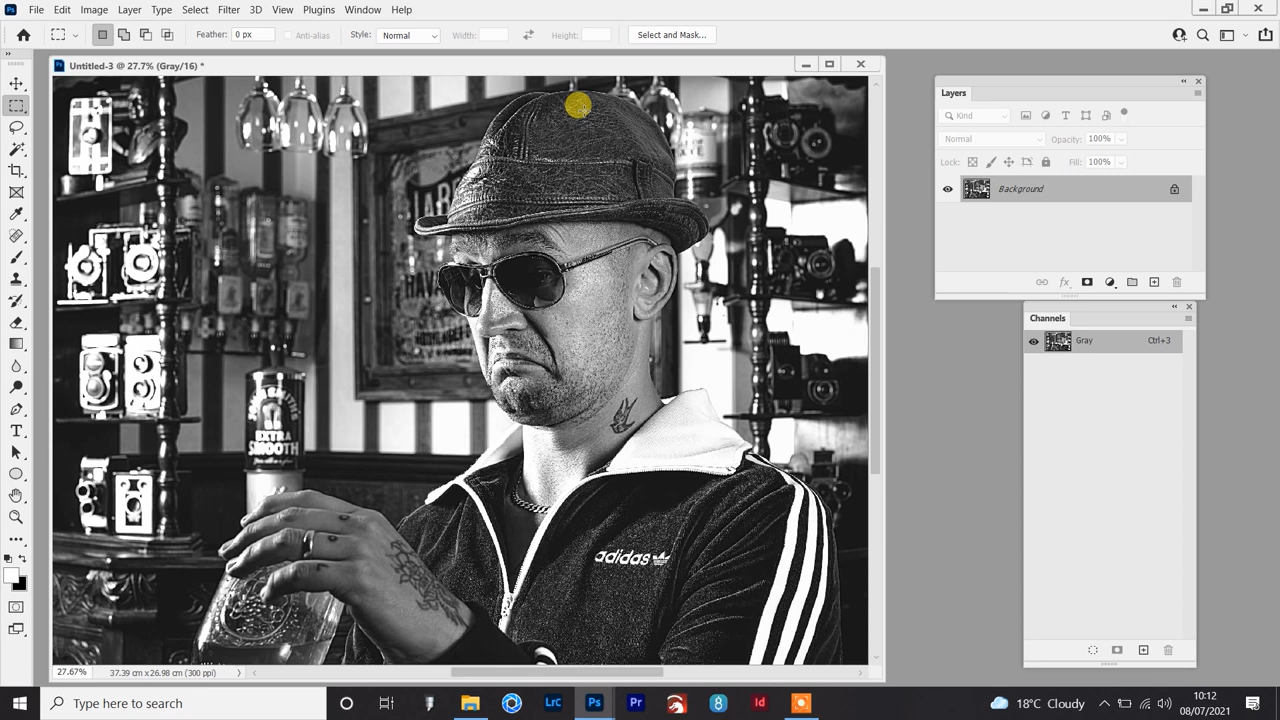 Ps File Edit Image Layer Type Select Filter 3D View Plugins Window Help
Feather: 0 px Anti-alias Style: Normal Width: Height: Select and Mask...
Untitled-3 @ 27.7% (Gray/16) *
EXTRA
SMOOTH
adidas
27.67% 37.39 cm x 26.98 cm (300 ppi)
Layers
Kind
Normal Opacity: 100%
Lock: Fill: 100%
Background
Channels
Gray Ctrl+3
Type here to search
LrC Ps Pr 8 Id
18°C Cloudy
10:12
08/07/2021